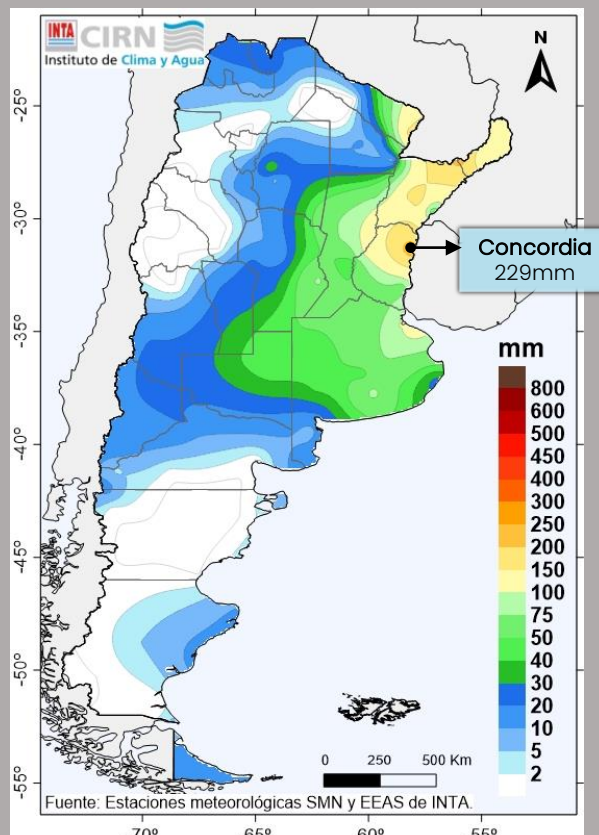 INTA CIRN
Instituto de Clima y Agua
N
25°
30°
35°
40°
45°
50°
55°
Concordia
229mm
mm
800
600
500
450
400
300
250
200
150
100
75
50
40
30
20
10
5
2
0 250 500 Km
Fuente: Estaciones meteorológicas SMN y EEAS de INTA.
70° 65° 60° 55°